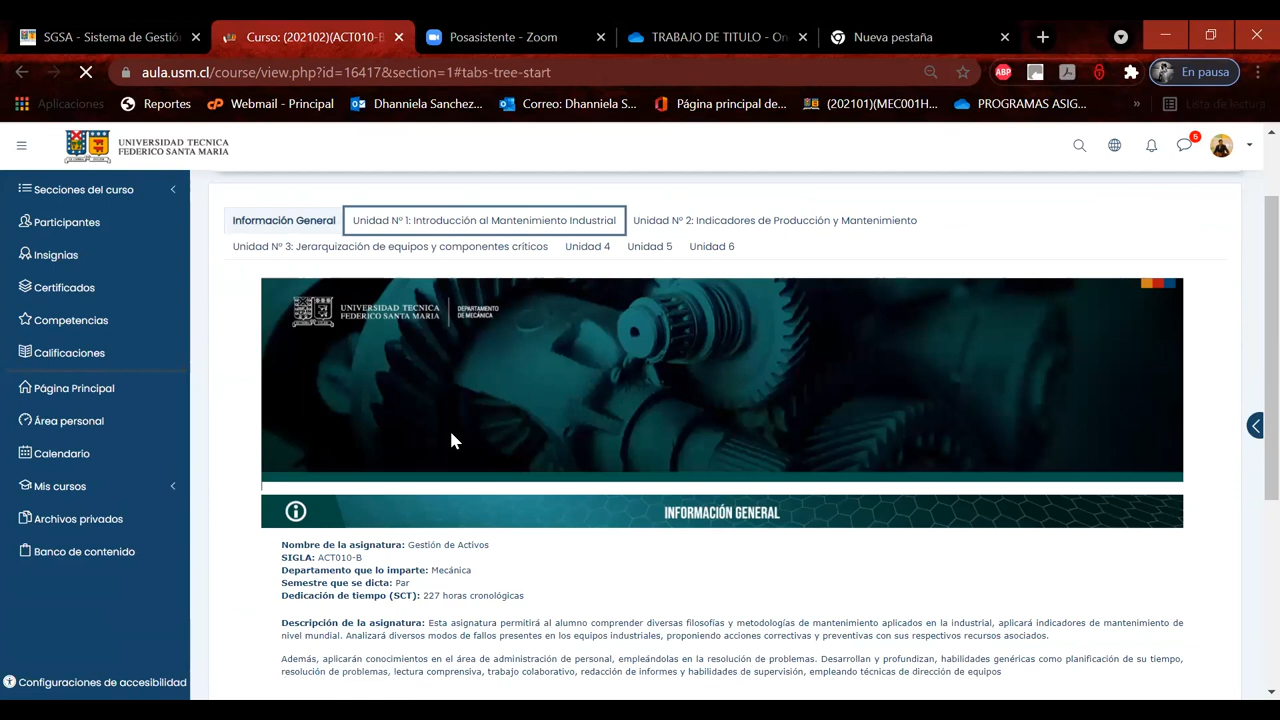 SGSA - Sistema de Gestión
Curso: (202102)(ACT010-B
Posasistente - Zoom
TRABAJO DE TITULO - On
Nueva pestaña
aula.usm.cl/course/view.php?id=16417&section=1#tabs-tree-start
ABP
En pausa
Aplicaciones
Reportes
Webmail - Principal
Dhanniela Sanchez...
Correo: Dhanniela S...
Página principal de...
(202101)(MEC001H...
PROGRAMAS ASIG...
»
Lista de lectura
UNIVERSIDAD TECNICA
FEDERICO SANTA MARIA
5
Secciones del curso
Participantes
Insignias
Certificados
Competencias
Calificaciones
Página Principal
Área personal
Calendario
Mis cursos
Archivos privados
Banco de contenido
Configuraciones de accesibilidad
Información General
Unidad Nº 1: Introducción al Mantenimiento Industrial
Unidad Nº 2: Indicadores de Producción y Mantenimiento
Unidad Nº 3: Jerarquización de equipos y componentes críticos
Unidad 4
Unidad 5
Unidad 6
UNIVERSIDAD TECNICA
FEDERICO SANTA MARIA
DEPARTAMENTO
DE MECÁNICA
INFORMACIÓN GENERAL
Nombre de la asignatura: Gestión de Activos
SIGLA: ACT010-B
Departamento que lo imparte: Mecánica
Semestre que se dicta: Par
Dedicación de tiempo (SCT): 227 horas cronológicas
Descripción de la asignatura: Esta asignatura permitirá al alumno comprender diversas filosofías y metodologías de mantenimiento aplicados en la industrial, aplicará indicadores de mantenimiento de
nivel mundial. Analizará diversos modos de fallos presentes en los equipos industriales, proponiendo acciones correctivas y preventivas con sus respectivos recursos asociados.
Además, aplicarán conocimientos en el área de administración de personal, empleándolas en la resolución de problemas. Desarrollan y profundizan, habilidades genéricas como planificación de su tiempo,
resolución de problemas, lectura comprensiva, trabajo colaborativo, redacción de informes y habilidades de supervisión, empleando técnicas de dirección de equipos